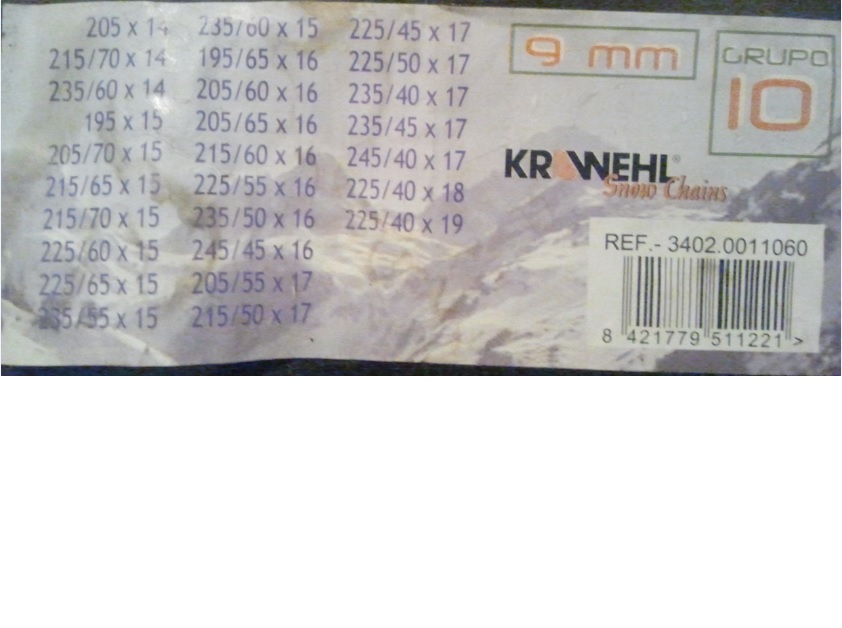 205 x 14
215/70 x 14
235/60 x 14
195 x 15
205/70 x 15
215/65 x 15
215/70 x 15
225/60 x 15
225/65 x 15
235/55 x 15
235/60 x 15
195/65 x 16
205/60 x 16
205/65 x 16
215/60 x 16
225/55 x 16
235/50 x 16
245/45 x 16
205/55 x 17
215/50 x 17
225/45 x 17
225/50 x 17
235/40 x 17
235/45 x 17
245/40 x 17
225/40 x 18
225/40 x 19
9 mm
GRUPO
10
KRAWEHL®
Snow Chains
REF.- 3402.0011060
8 421779 511221 >